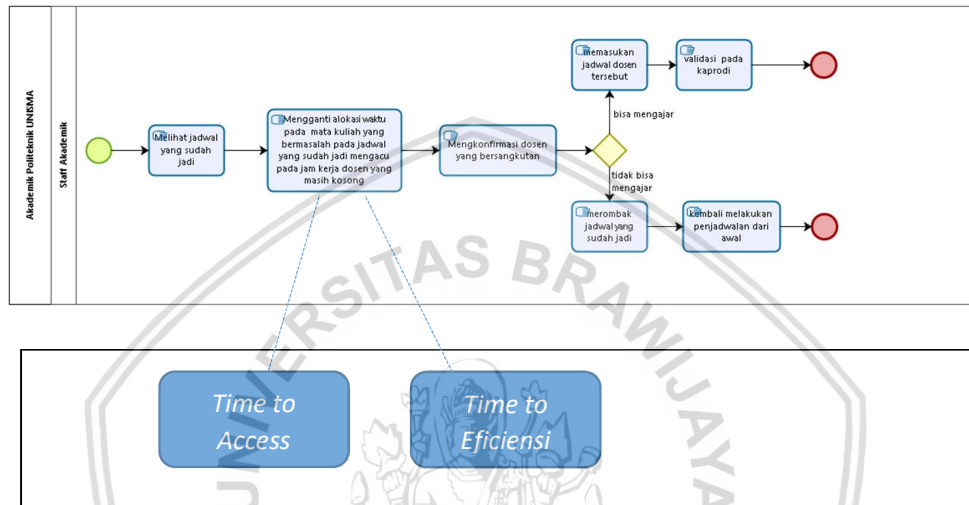 Akademik Politeknik UNISMA
Staff Akademik
Melihat jadwal
yang sudah
jadi
Mengganti alokasi waktu
pada mata kuliah yang
bermasalah pada jadwal
yang sudah jadi mengacu
pada jam kerja dosen yang
masih kosong
Mengkonfirmasi dosen
yang bersangkutan
bisa mengajar
memasukan
jadwal dosen
tersebut
validasi pada
kaprodi
tidak bisa
mengajar
merombak
jadwal yang
sudah jadi
kembali melakukan
penjadwalan dari
awal
Time to
Access
Time to
Eficiensi
UNIVERSITAS BRAWIJAYA